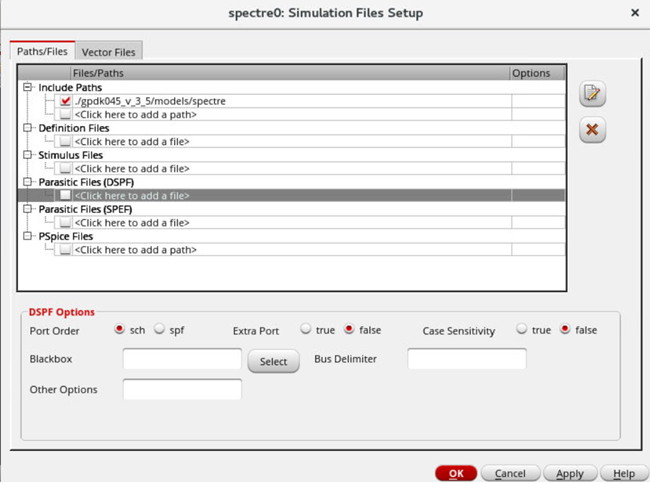 spectre0: Simulation Files Setup
Paths/Files Vector Files
Files/Paths Options
Include Paths
./gpdk045_v_3_5/models/spectre
<Click here to add a path>
Definition Files
<Click here to add a file>
Stimulus Files
<Click here to add a file>
Parasitic Files (DSPF)
<Click here to add a file>
Parasitic Files (SPEF)
<Click here to add a file>
PSpice Files
<Click here to add a path>
DSPF Options
Port Order sch spf Extra Port true false Case Sensitivity true false
Blackbox Select Bus Delimiter
Other Options
OK Cancel Apply Help